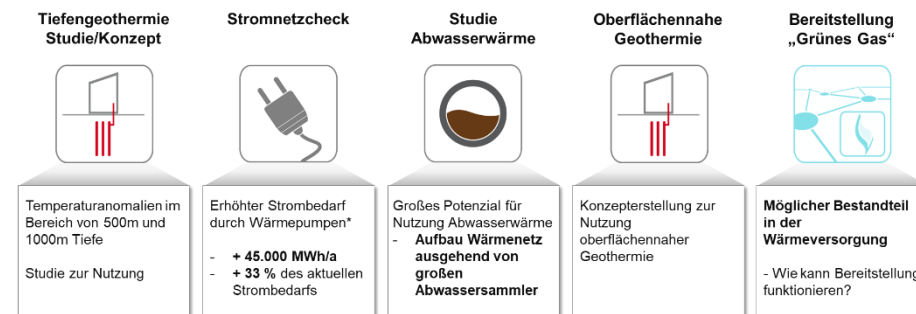 Tiefengeothermie
Studie/Konzept
Temperaturanomalien im
Bereich von 500m und
1000m Tiefe
Studie zur Nutzung
Stromnetzcheck
Erhöhter Strombedarf
durch Wärmepumpen*
- + 45.000 MWh/a
- + 33 % des aktuellen
Strombedarfs
Studie
Abwasserwärme
Großes Potenzial für
Nutzung Abwasserwärme
- Aufbau Wärmenetz
ausgehend von
großen
Abwassersammler
Oberflächennahe
Geothermie
Konzepterstellung zur
Nutzung
oberflächennaher
Geothermie
Bereitstellung
„Grünes Gas“
Möglicher Bestandteil
in der
Wärmeversorgung
- Wie kann Bereitstellung
funktionieren?